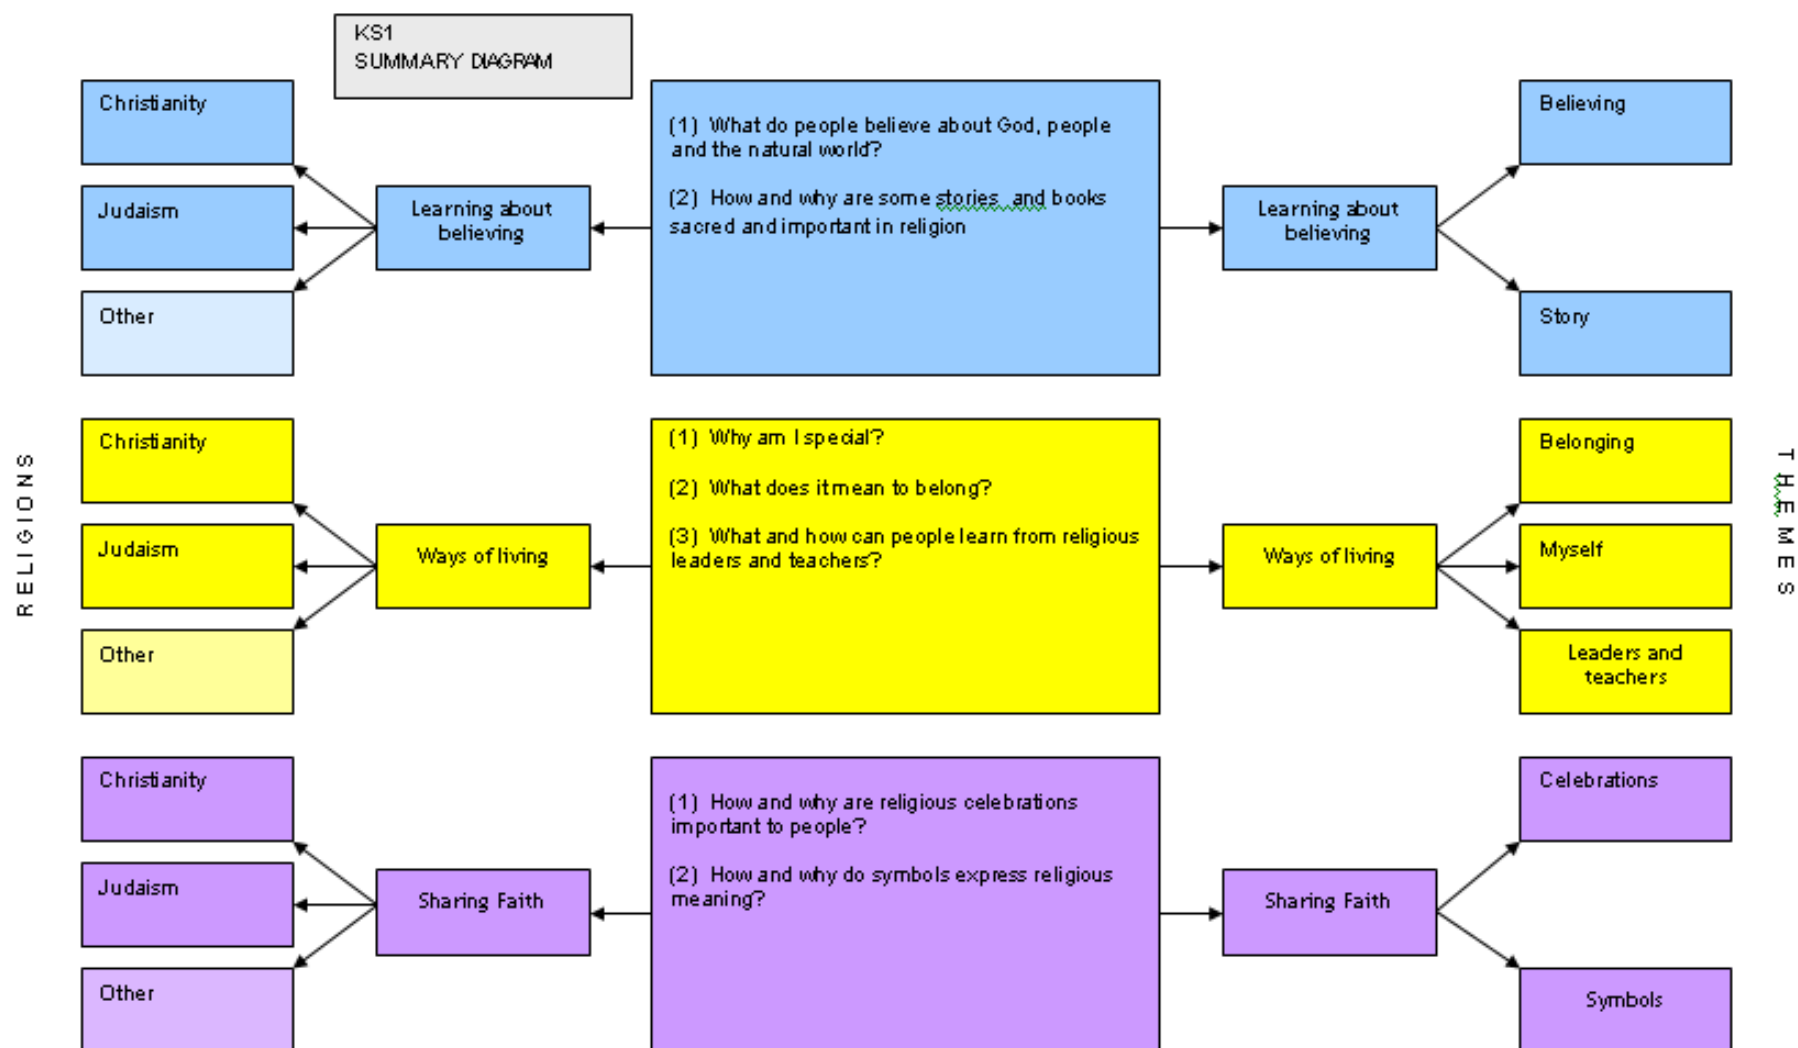 KS1
SUMMARY DIAGRAM
Christianity
Judaism
Other
Learning about
believing
(1) What do people believe about God, people
and the natural world?
(2) How and why are some stories and books
sacred and important in religion
Learning about
believing
Believing
Story
RELIGIONS
Christianity
Judaism
Other
Ways of living
(1) Why am I special?
(2) What does it mean to belong?
(3) What and how can people learn from religious
leaders and teachers?
Ways of living
Belonging
Myself
Leaders and
teachers
THEMES
Christianity
Judaism
Other
Sharing Faith
(1) How and why are religious celebrations
important to people?
(2) How and why do symbols express religious
meaning?
Sharing Faith
Celebrations
Symbols